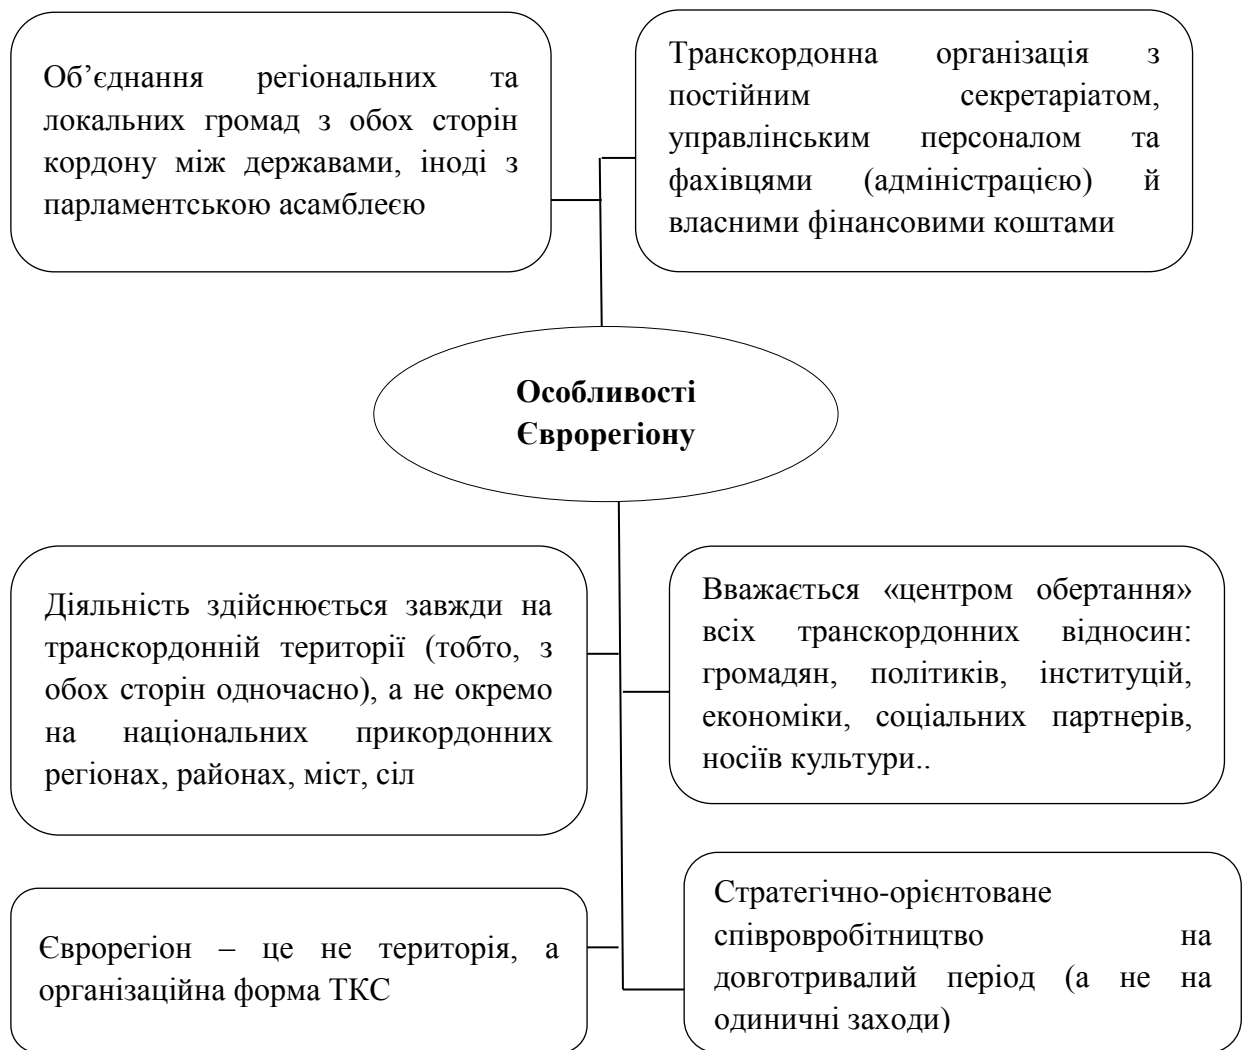 Об’єднання регіональних та
локальних громад з обох сторін
кордону між державами, іноді з
парламентською асамблеєю
Транскордонна організація з
постійним секретаріатом,
управлінським персоналом та
фахівцями (адміністрацією) й
власними фінансовими коштами
Особливості
Єврорегіону
Діяльність здійснюється завжди на
транскордонній території (тобто, з
обох сторін одночасно), а не окремо
на національних прикордонних
регіонах, районах, міст, сіл
Вважається «центром обертання»
всіх транскордонних відносин:
громадян, політиків, інституцій,
економіки, соціальних партнерів,
носіїв культури..
Єврорегіон – це не територія, а
організаційна форма ТКС
Стратегічно-орієнтоване
співровробітництво на
довготривалий період (а не на
одиничні заходи)